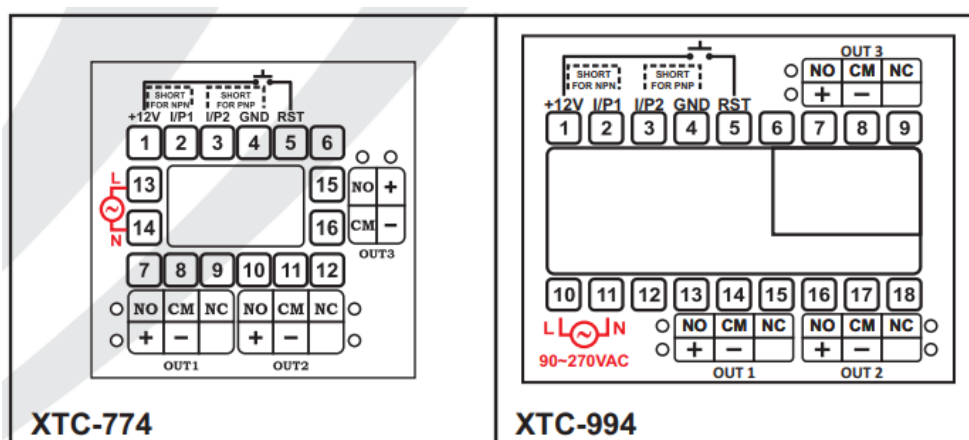 SHORT FOR NPN
SHORT FOR PNP
+12V I/P1 I/P2 GND RST
1 2 3 4 5 6
L 13
14 N
15 NO +
16 CM −
OUT3
7 8 9 10 11 12
NO CM NC NO CM NC
+ − +  −
OUT1 OUT2
XTC-774
OUT 3
NO CM NC
+ −
SHORT FOR NPN
SHORT FOR PNP
+12V I/P1 I/P2 GND RST
1 2 3 4 5 6 7 8 9
10 11 12 13 14 15 16 17 18
L N
90~270VAC
NO CM NC NO CM NC
+ − + −
OUT 1 OUT 2
XTC-994